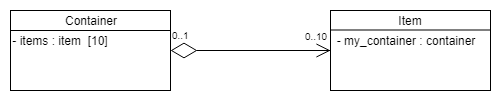 Container
- items : item  [10]
0..1
0..10
Item
- my_container : container